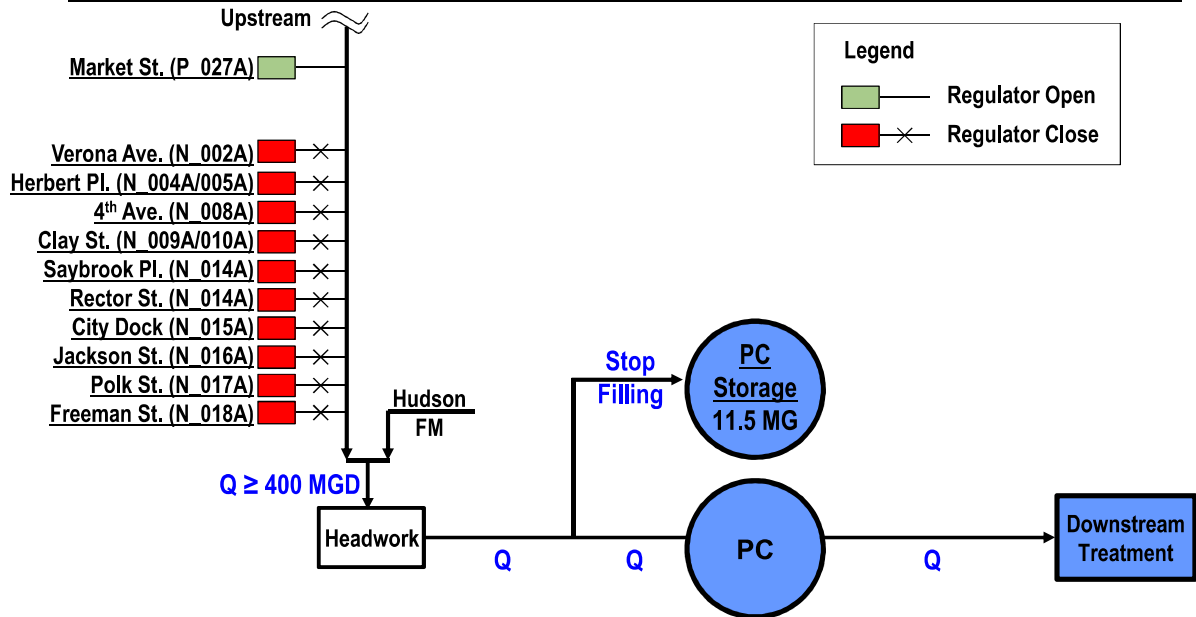 Upstream
Market St. (P_027A)
Verona Ave. (N_002A)
Herbert Pl. (N_004A/005A)
4th Ave. (N_008A)
Clay St. (N_009A/010A)
Saybrook Pl. (N_014A)
Rector St. (N_014A)
City Dock (N_015A)
Jackson St. (N_016A)
Polk St. (N_017A)
Freeman St. (N_018A)
Legend
Regulator Open
Regulator Close
Hudson
FM
Q ≥ 400 MGD
Headwork
Q
Stop
Filling
PC
Storage
11.5 MG
Q
PC
Q
Downstream
Treatment